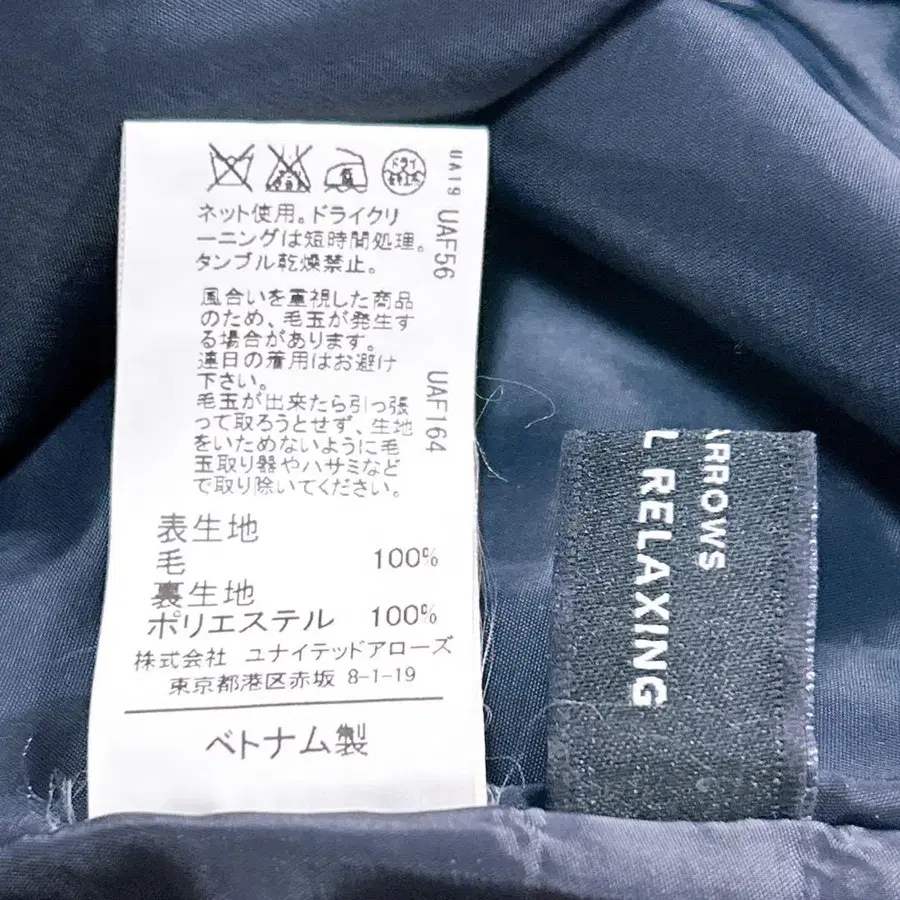 UA19 UAF56
ネット使用。ドライクリ
ーニングは短時間処理。
タンブル乾燥禁止。
風合いを重視した商品
のため、毛玉が発生す
る場合があります。
連日の着用はお避け
下さい。
毛玉が出来たら引っ張
って取ろうとせず、生地
をいためないように毛
玉取り器やハサミなど
で取り除いてください。
UAF164
表生地
毛 100%
裏生地
ポリエステル 100%
株式会社 ユナイテッドアローズ
東京都港区赤坂 8-1-19
ベトナム製
ARROWS
L RELAXING